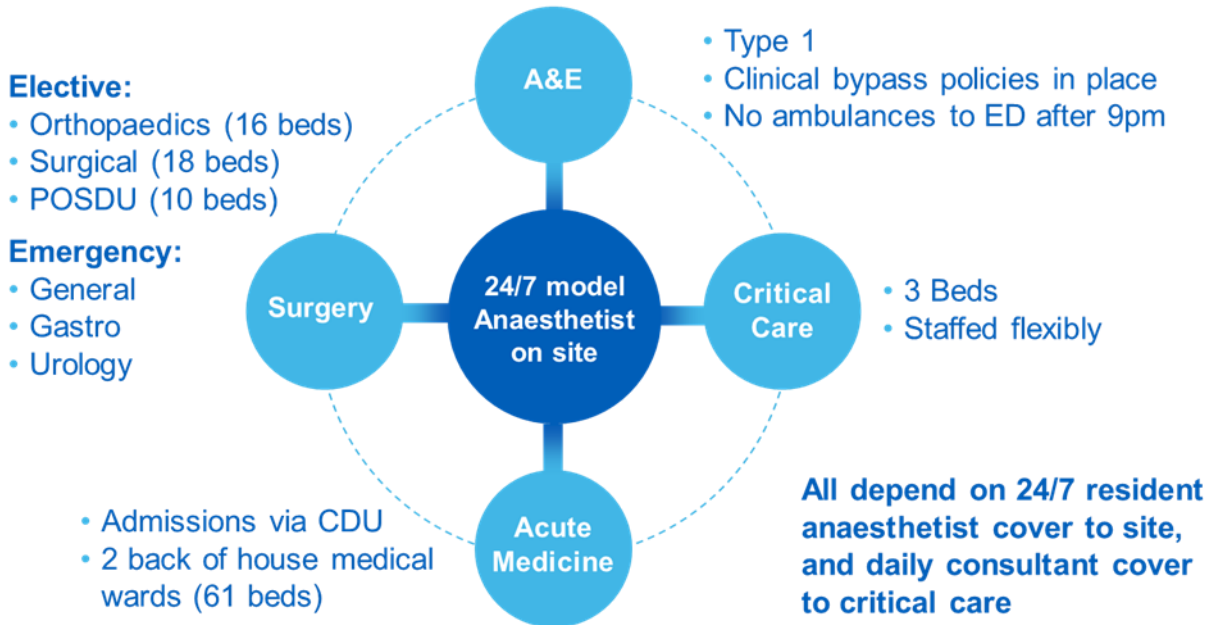 A&E
• Type 1
• Clinical bypass policies in place
• No ambulances to ED after 9pm
Elective:
• Orthopaedics (16 beds)
• Surgical (18 beds)
• POSDU (10 beds)
Emergency:
• General
• Gastro
• Urology
Surgery
24/7 model
Anaesthetist
on site
Critical
Care
• 3 Beds
• Staffed flexibly
• Admissions via CDU
• 2 back of house medical
wards (61 beds)
Acute
Medicine
All depend on 24/7 resident
anaesthetist cover to site,
and daily consultant cover
to critical care